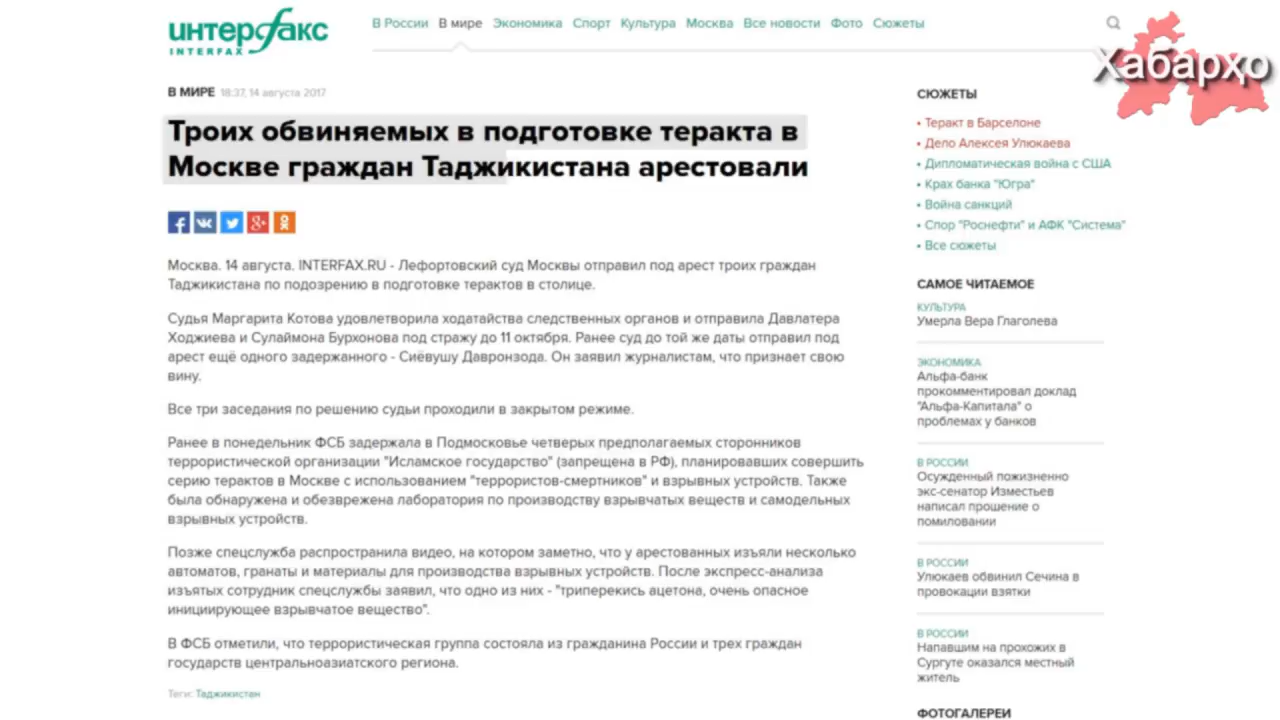 интерфакс
INTERFAX
В России В мире Экономика Спорт Культура Москва Все новости Фото Сюжеты
Хабарҳо
В МИРЕ 18:37, 14 августа 2017
Троих обвиняемых в подготовке теракта в
Москве граждан Таджикистана арестовали
Москва. 14 августа. INTERFAX.RU - Лефортовский суд Москвы отправил под арест троих граждан
Таджикистана по подозрению в подготовке терактов в столице.
Судья Маргарита Котова удовлетворила ходатайства следственных органов и отправила Давлатера
Ходжиева и Сулаймона Бурхонова под стражу до 11 октября. Ранее суд до той же даты отправил под
арест ещё одного задержанного - Сиёвушу Давронзода. Он заявил журналистам, что признает свою
вину.
Все три заседания по решению судьи проходили в закрытом режиме.
Ранее в понедельник ФСБ задержала в Подмосковье четверых предполагаемых сторонников
террористической организации "Исламское государство" (запрещена в РФ), планировавших совершить
серию терактов в Москве с использованием "террористов-смертников" и взрывных устройств. Также
была обнаружена и обезврежена лаборатория по производству взрывчатых веществ и самодельных
взрывных устройств.
Позже спецслужба распространила видео, на котором заметно, что у арестованных изъяли несколько
автоматов, гранаты и материалы для производства взрывных устройств. После экспресс-анализа
изъятых сотрудник спецслужбы заявил, что одно из них - "триперекись ацетона, очень опасное
инициирующее взрывчатое вещество".
В ФСБ отметили, что террористическая группа состояла из гражданина России и трех граждан
государств центральноазиатского региона.
Теги: Таджикистан
СЮЖЕТЫ
• Теракт в Барселоне
• Дело Алексея Улюкаева
• Дипломатическая война с США
• Крах банка "Югра"
• Война санкций
• Спор "Роснефти" и АФК "Система"
• Все сюжеты
САМОЕ ЧИТАЕМОЕ
КУЛЬТУРА
Умерла Вера Глаголева
ЭКОНОМИКА
Альфа-банк
прокомментировал доклад
"Альфа-Капитала" о
проблемах у банков
В РОССИИ
Осужденный пожизненно
экс-сенатор Изместьев
написал прошение о
помиловании
В РОССИИ
Улюкаев обвинил Сечина в
провокации взятки
В РОССИИ
Напавшим на прохожих в
Сургуте оказался местный
житель
ФОТОГАЛЕРЕИ